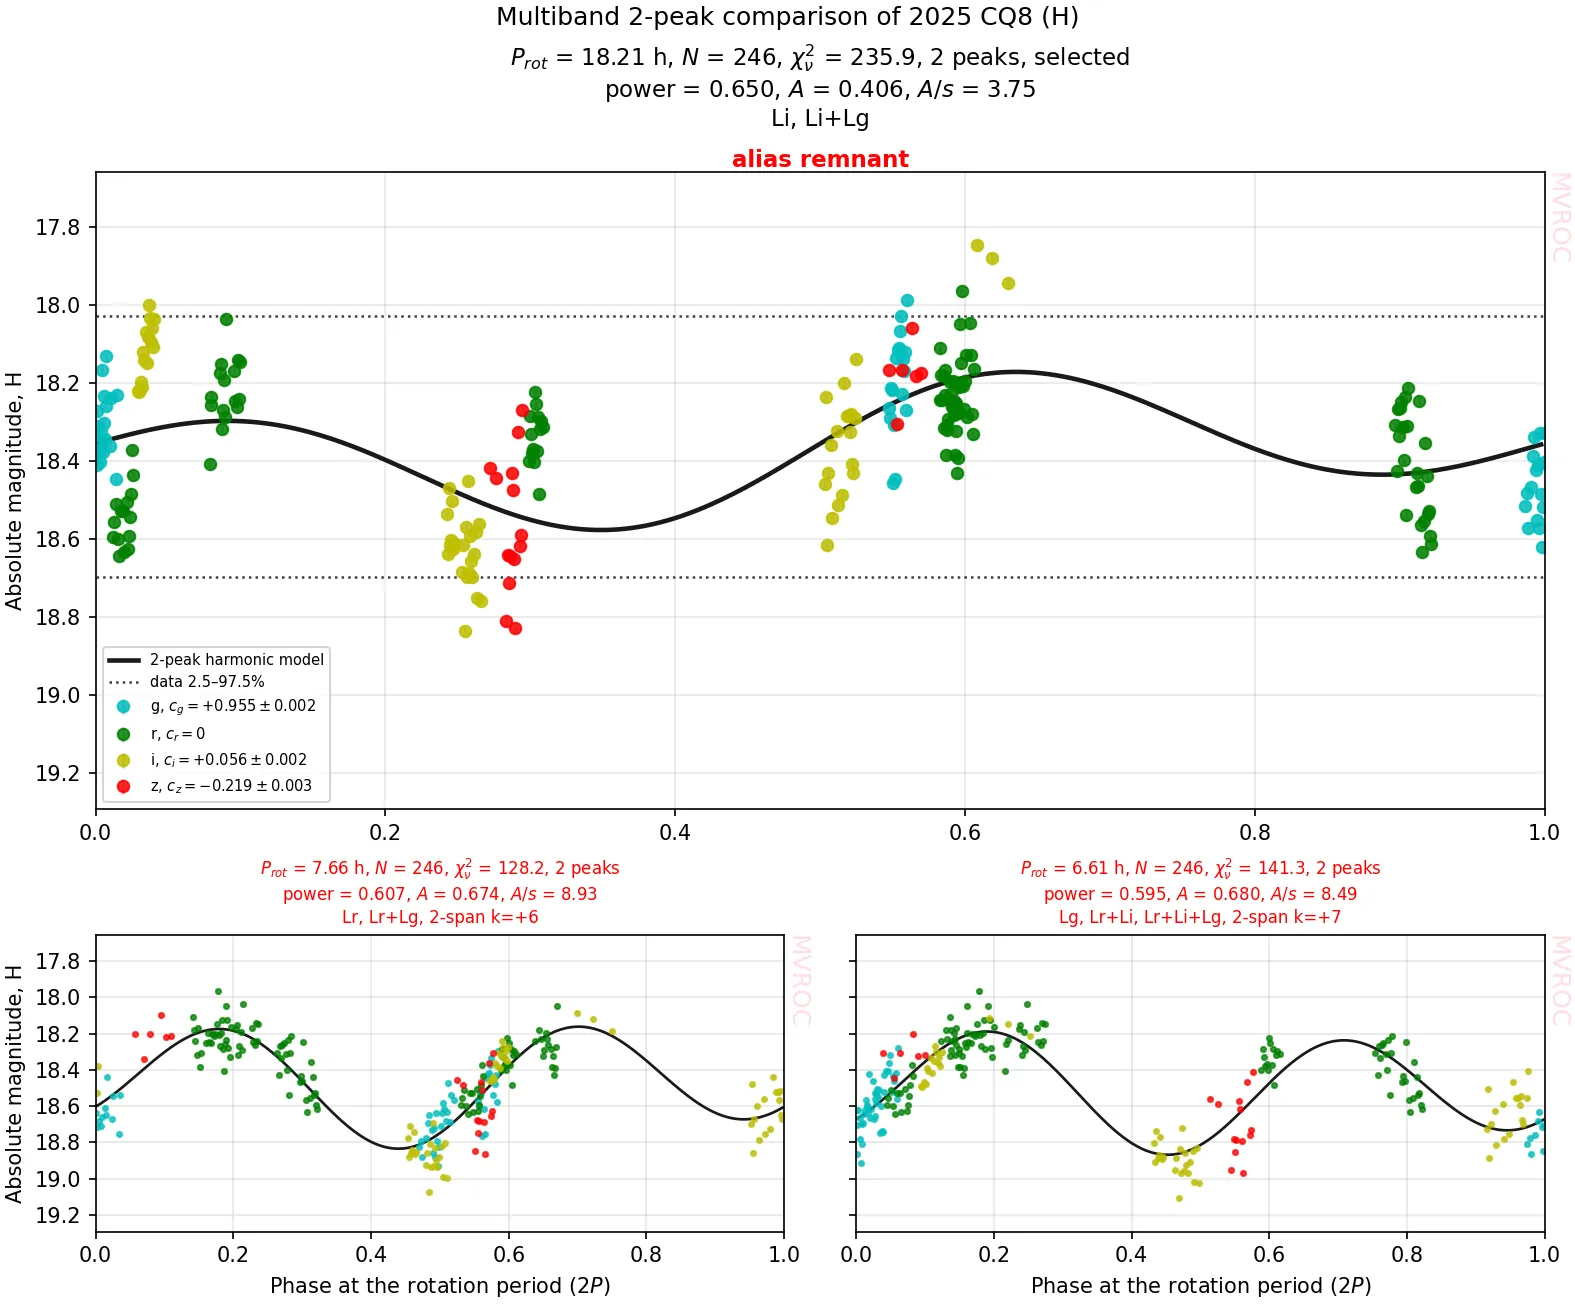 Multiband 2-peak comparison of 2025 CQ8 (H)
P_rot = 18.21 h, N = 246, χ²_ν = 235.9, 2 peaks, selected
power = 0.650, A = 0.406, A/s = 3.75
Li, Li+Lg
alias remnant
MVROC
Absolute magnitude, H
17.8
18.0
18.2
18.4
18.6
18.8
19.0
19.2
2-peak harmonic model
data 2.5–97.5%
g, c_g = +0.955 ± 0.002
r, c_r = 0
i, c_i = +0.056 ± 0.002
z, c_z = −0.219 ± 0.003
0.0 0.2 0.4 0.6 0.8 1.0
P_rot = 7.66 h, N = 246, χ²_ν = 128.2, 2 peaks
power = 0.607, A = 0.674, A/s = 8.93
Lr, Lr+Lg, 2-span k=+6
MVROC
Absolute magnitude, H
17.8
18.0
18.2
18.4
18.6
18.8
19.0
19.2
0.0 0.2 0.4 0.6 0.8 1.0
Phase at the rotation period (2P)
P_rot = 6.61 h, N = 246, χ²_ν = 141.3, 2 peaks
power = 0.595, A = 0.680, A/s = 8.49
Lg, Lr+Li, Lr+Li+Lg, 2-span k=+7
MVROC
0.0 0.2 0.4 0.6 0.8 1.0
Phase at the rotation period (2P)